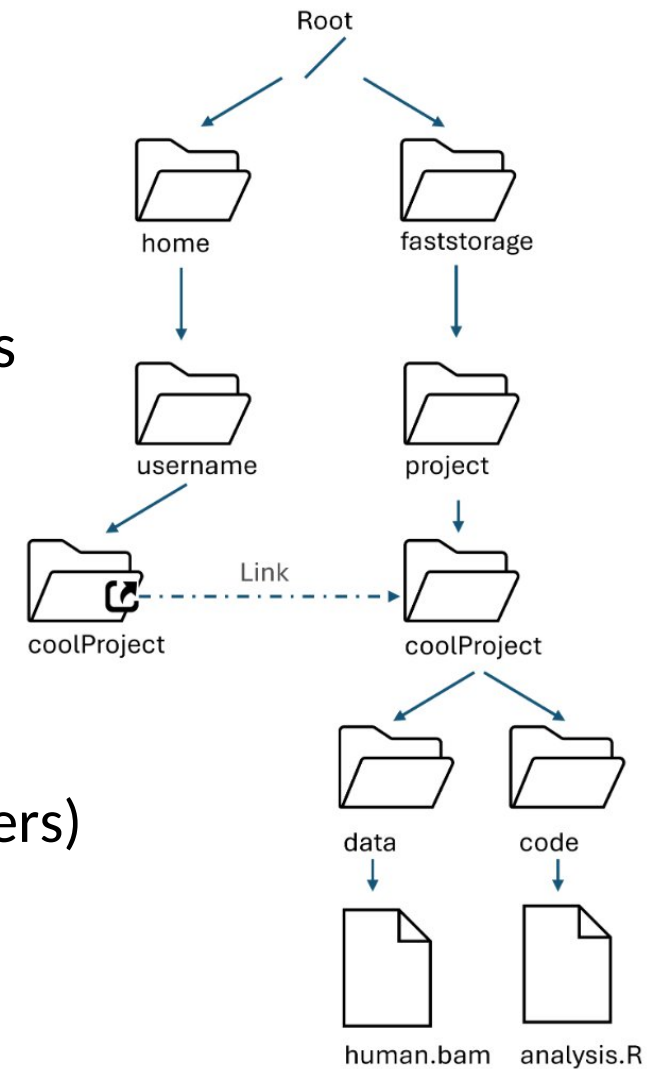 Root
/
home
faststorage
s
username
project
Link
coolProject
coolProject
ers)
data
code
human.bam
analysis.R